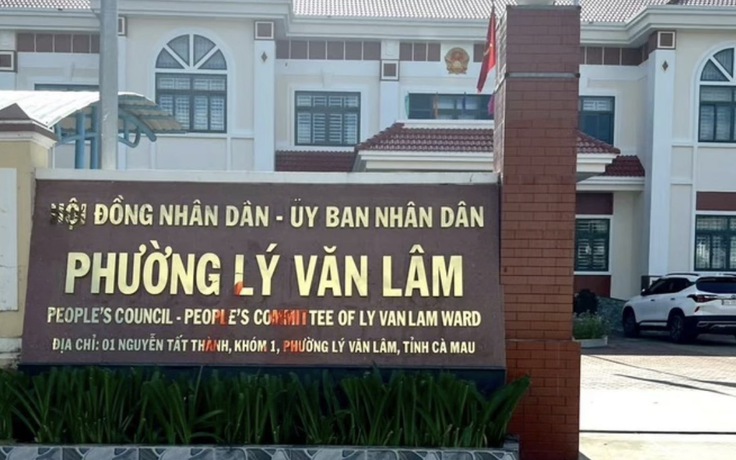 HỘI ĐỒNG NHÂN DÂN - ỦY BAN NHÂN DÂN
PHƯỜNG LÝ VĂN LÂM
PEOPLE'S COUNCIL - PEOPLE'S COMMITTEE OF LY VAN LAM WARD
ĐỊA CHỈ: 01 NGUYỄN TẤT THÀNH, KHÓM 1, PHƯỜNG LÝ VĂN LÂM, TỈNH CÀ MAU